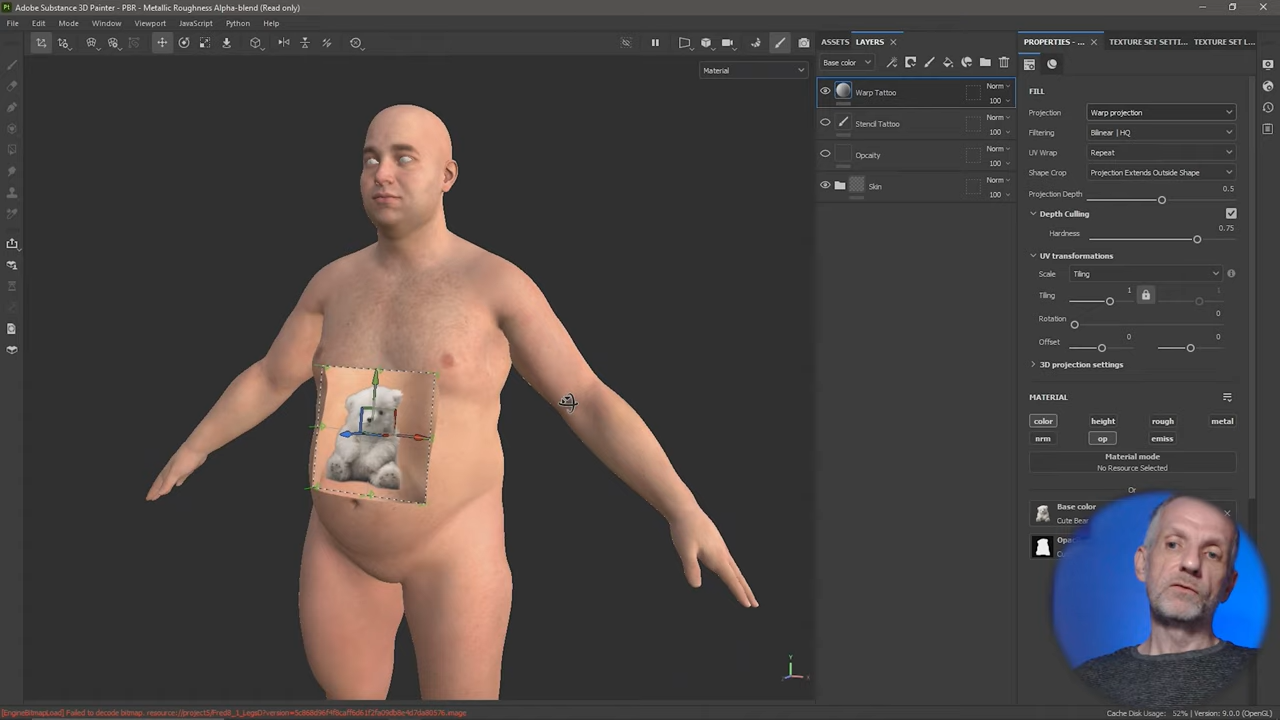 Adobe Substance 3D Painter - PBR - Metallic Roughness Alpha-blend (Read only)
File Edit Mode Window Viewport JavaScript Python Help
Material
ASSETS LAYERS
Base color
Warp Tattoo Norm 100
Stencil Tattoo Norm 100
Opcaity Norm 100
Skin Norm 100
PROPERTIES - ... TEXTURE SET SETTI... TEXTURE SET L...
FILL
Projection Warp projection
Filtering Bilinear | HQ
UV Wrap Repeat
Shape Crop Projection Extends Outside Shape
Projection Depth 0.5
Depth Culling
Hardness 0.75
UV transformations
Scale Tiling
Tiling 1 1
Rotation 0
Offset 0 0
3D projection settings
MATERIAL
color height rough metal
nrm op emiss
Material mode
No Resource Selected
Or
Base color
Cute Bea
Opa
Cu
Y
Cache Disk Usage: 52% | Version: 9.0.0 (OpenGL)